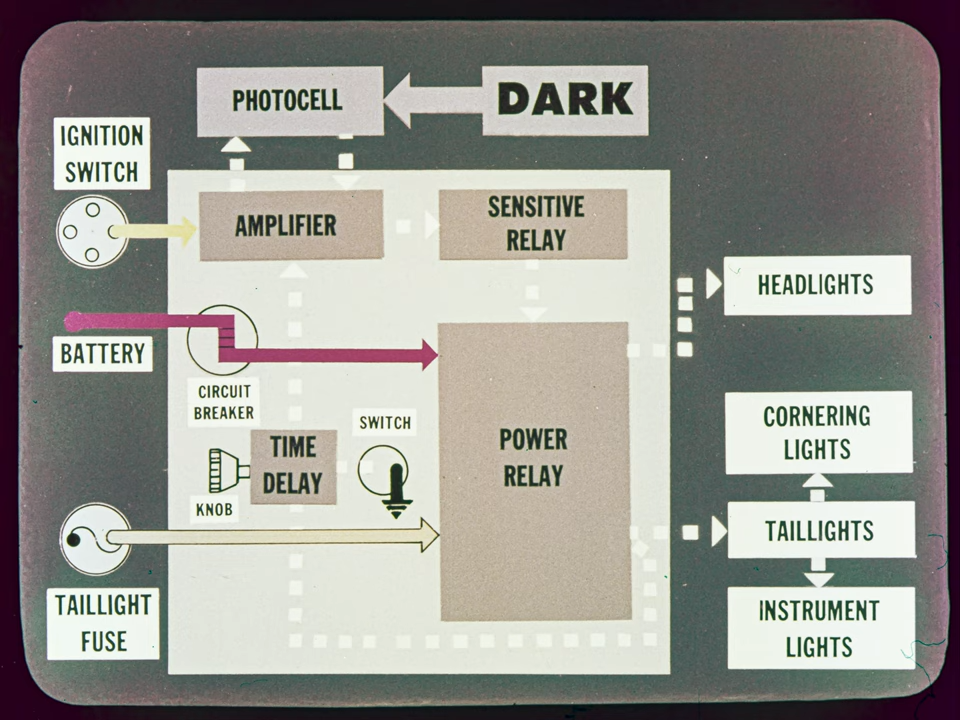 PHOTOCELL
DARK
IGNITION
SWITCH
AMPLIFIER
SENSITIVE
RELAY
HEADLIGHTS
BATTERY
CIRCUIT
BREAKER
SWITCH
TIME
DELAY
KNOB
POWER
RELAY
CORNERING
LIGHTS
TAILLIGHTS
TAILLIGHT
FUSE
INSTRUMENT
LIGHTS